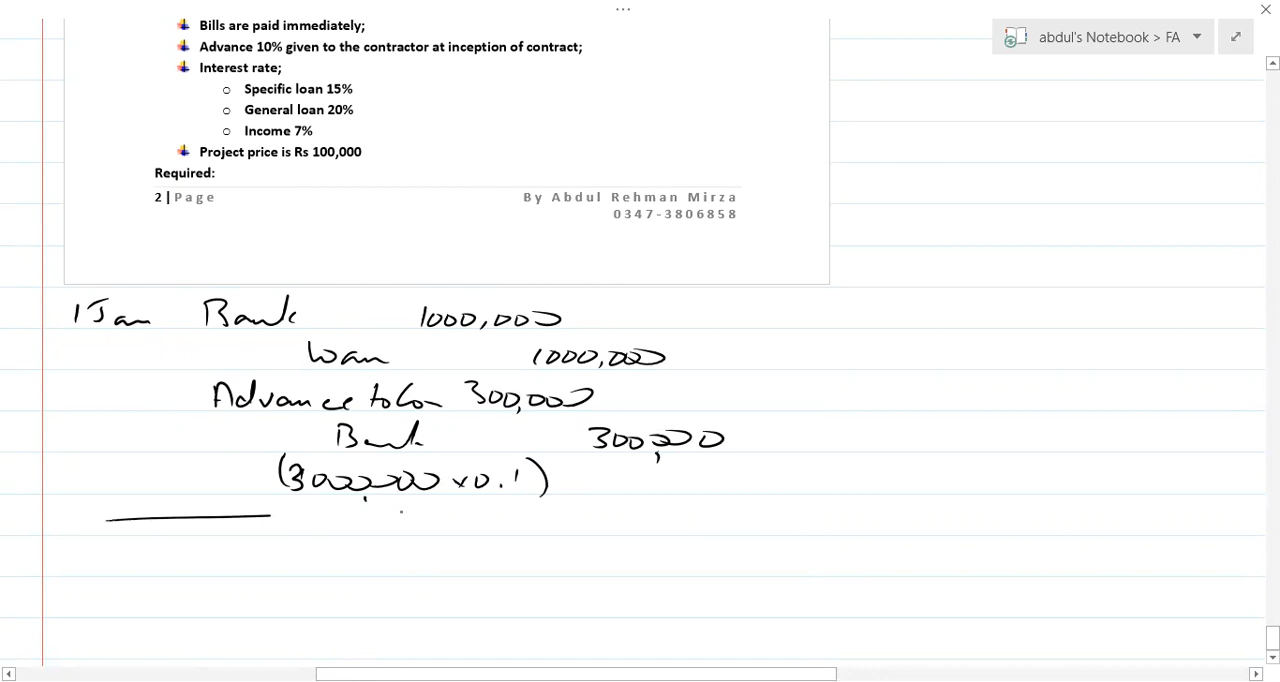 ...
Bills are paid immediately;
abdul's Notebook > FA
Advance 10% given to the contractor at inception of contract;
Interest rate;
o Specific loan 15%
o General loan 20%
o Income 7%
Project price is Rs 100,000
Required:
2 | Page By Abdul Rehman Mirza
0347-3806858
1 Jan Bank 1000,000
Loan 1000,000
Advance to Con 300,000
Bank 300,000
(3000,000 x 0.1)